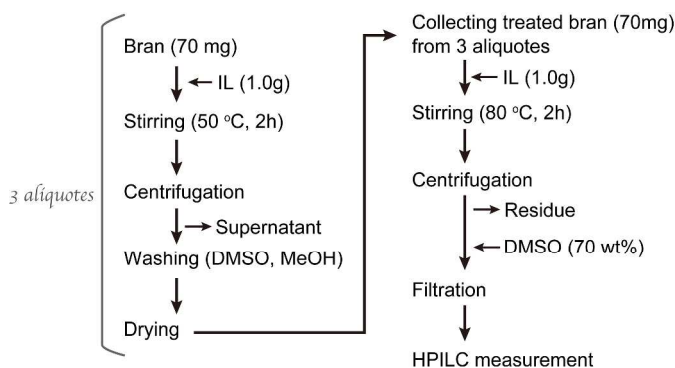 3 aliquotes
Bran (70 mg)
IL (1.0g)
Stirring (50 °C, 2h)
Centrifugation
Supernatant
Washing (DMSO, MeOH)
Drying
Collecting treated bran (70mg)
from 3 aliquotes
IL (1.0g)
Stirring (80 °C, 2h)
Centrifugation
Residue
DMSO (70 wt%)
Filtration
HPILC measurement